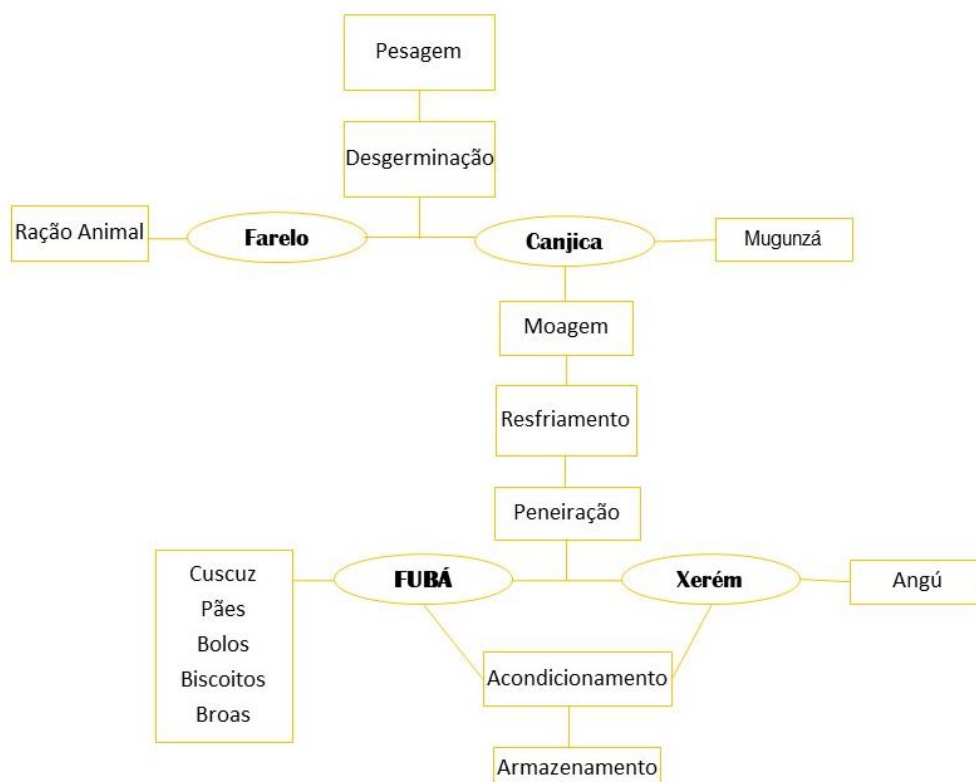 Pesagem
Desgerminação
Ração Animal
Farelo
Canjica
Mugunzá
Moagem
Resfriamento
Peneiração
Cuscuz
Pães
Bolos
Biscoitos
Broas
FUBÁ
Xerém
Angú
Acondicionamento
Armazenamento